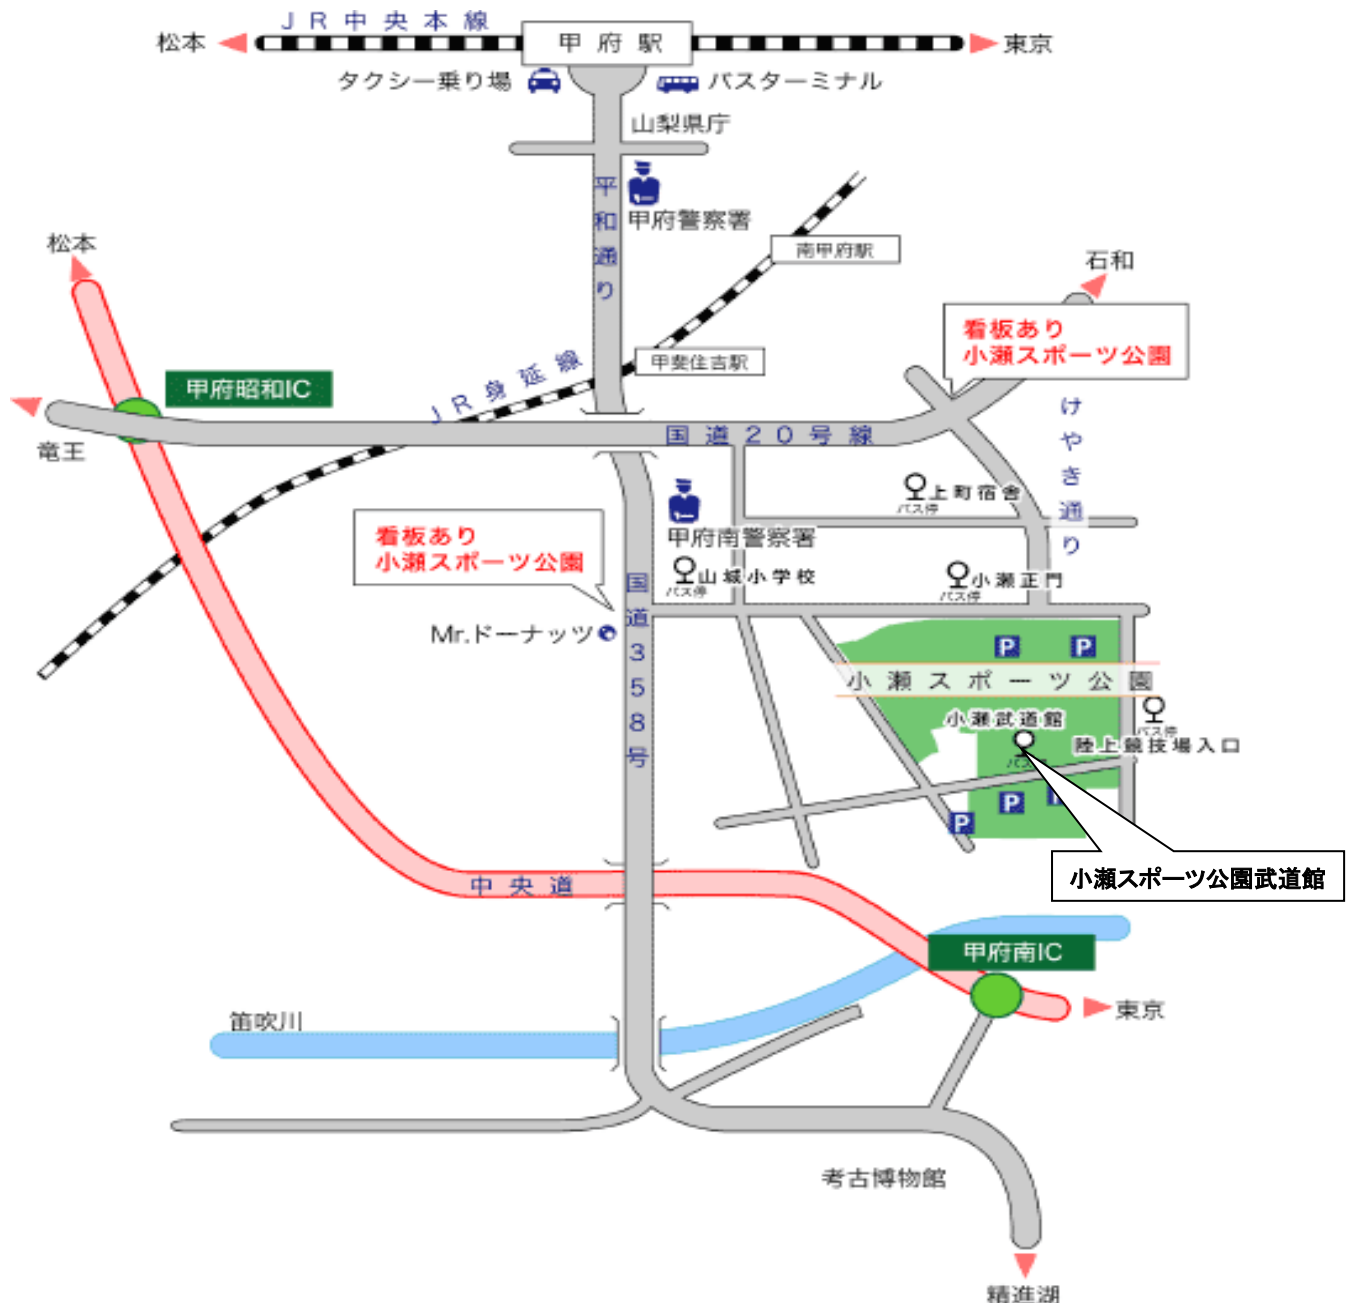 JR中央本線
松本
甲府駅
東京
タクシー乗り場
バスターミナル
山梨県庁
平和通り
甲府警察署
南甲府駅
松本
石和
看板あり
小瀬スポーツ公園
甲斐住吉駅
JR身延線
甲府昭和IC
けやき通り
竜王
国道20号線
上町宿舎
バス停
甲府南警察署
看板あり
小瀬スポーツ公園
山城小学校
バス停
小瀬正門
バス停
国道358号
Mr.ドーナッツ
P
P
小瀬スポーツ公園
小瀬武道館
バス停
陸上競技場入口
バス
P
P
小瀬スポーツ公園武道館
中央道
甲府南IC
東京
笛吹川
考古博物館
精進湖